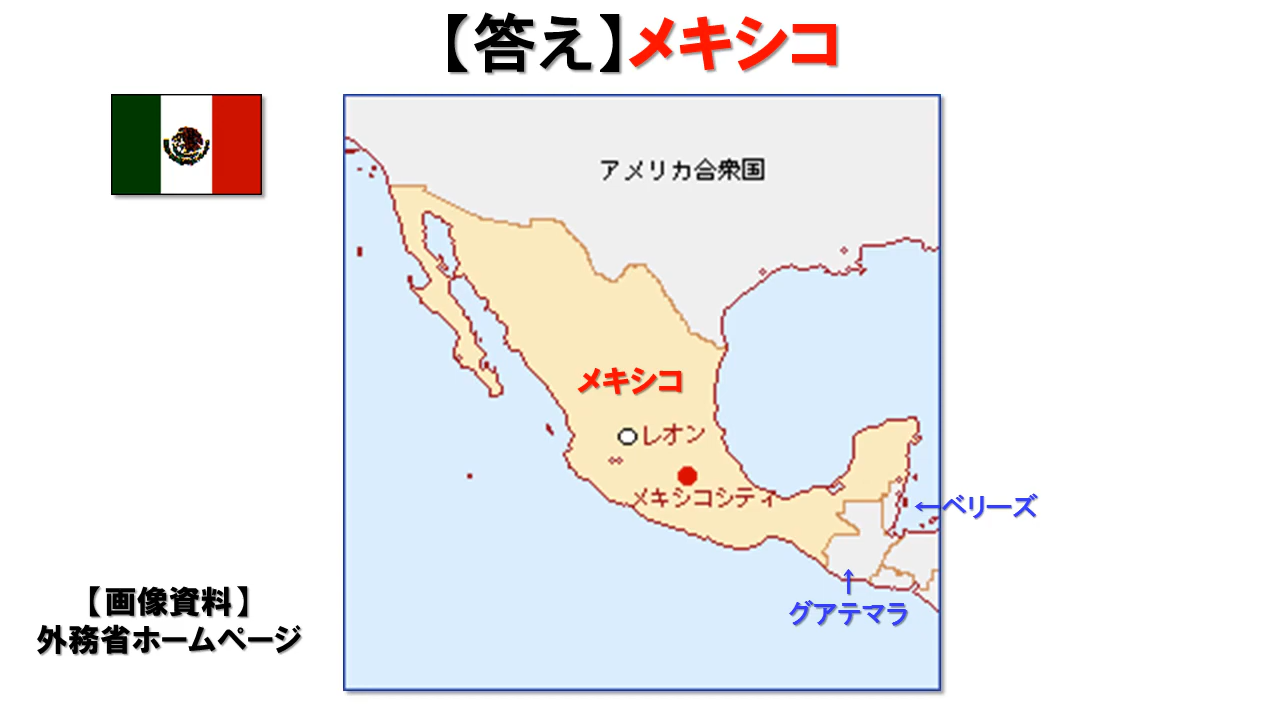 【答え】メキシコ
アメリカ合衆国
メキシコ
レオン
メキシコシティ
←ベリーズ
↑
グアテマラ
【画像資料】
外務省ホームページ